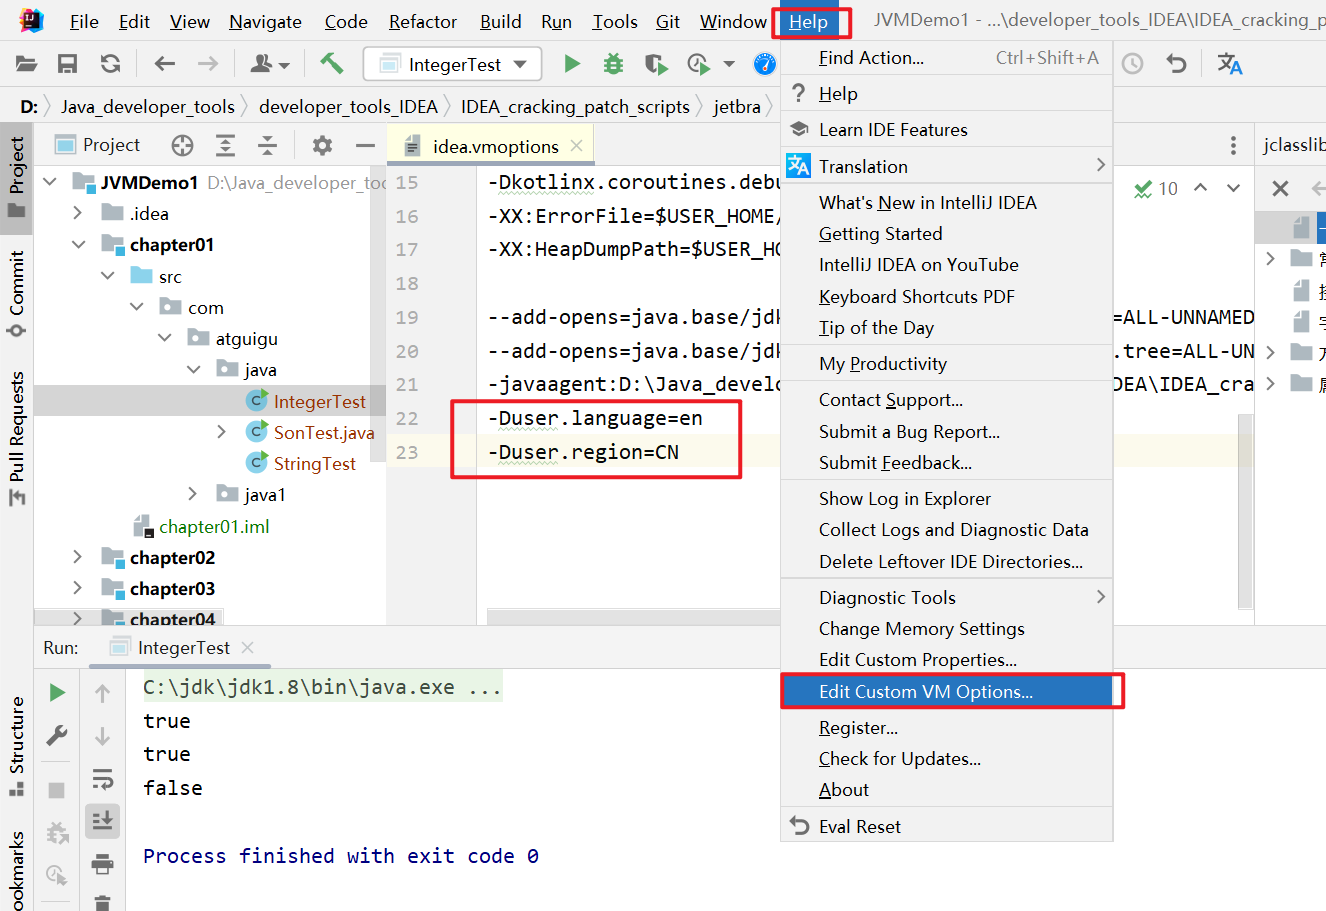 File Edit View Navigate Code Refactor Build Run Tools Git Window Help JVMDemo1 - ...\developer_tools_IDEA\IDEA_cracking_p
IntegerTest
D: Java_developer_tools developer_tools_IDEA IDEA_cracking_patch_scripts jetbra
Project
idea.vmoptions
jclasslib
Project
Commit
Pull Requests
Structure
ookmarks
JVMDemo1 D:\Java_developer_too
.idea
chapter01
src
com
atguigu
java
IntegerTest
SonTest.java
StringTest
java1
chapter01.iml
chapter02
chapter03
chapter04
15 -Dkotlinx.coroutines.debu
16 -XX:ErrorFile=$USER_HOME/
17 -XX:HeapDumpPath=$USER_HO
18
19 --add-opens=java.base/jdk =ALL-UNNAMED
20 --add-opens=java.base/jdk .tree=ALL-UN
21 -javaagent:D:\Java_develo DEA\IDEA_cra
22 -Duser.language=en
23 -Duser.region=CN
10
Find Action... Ctrl+Shift+A
Help
Learn IDE Features
Translation
What's New in IntelliJ IDEA
Getting Started
IntelliJ IDEA on YouTube
Keyboard Shortcuts PDF
Tip of the Day
My Productivity
Contact Support...
Submit a Bug Report...
Submit Feedback...
Show Log in Explorer
Collect Logs and Diagnostic Data
Delete Leftover IDE Directories...
Diagnostic Tools
Change Memory Settings
Edit Custom Properties...
Edit Custom VM Options...
Register...
Check for Updates...
About
Eval Reset
Run: IntegerTest
C:\jdk\jdk1.8\bin\java.exe ...
true
true
false
Process finished with exit code 0